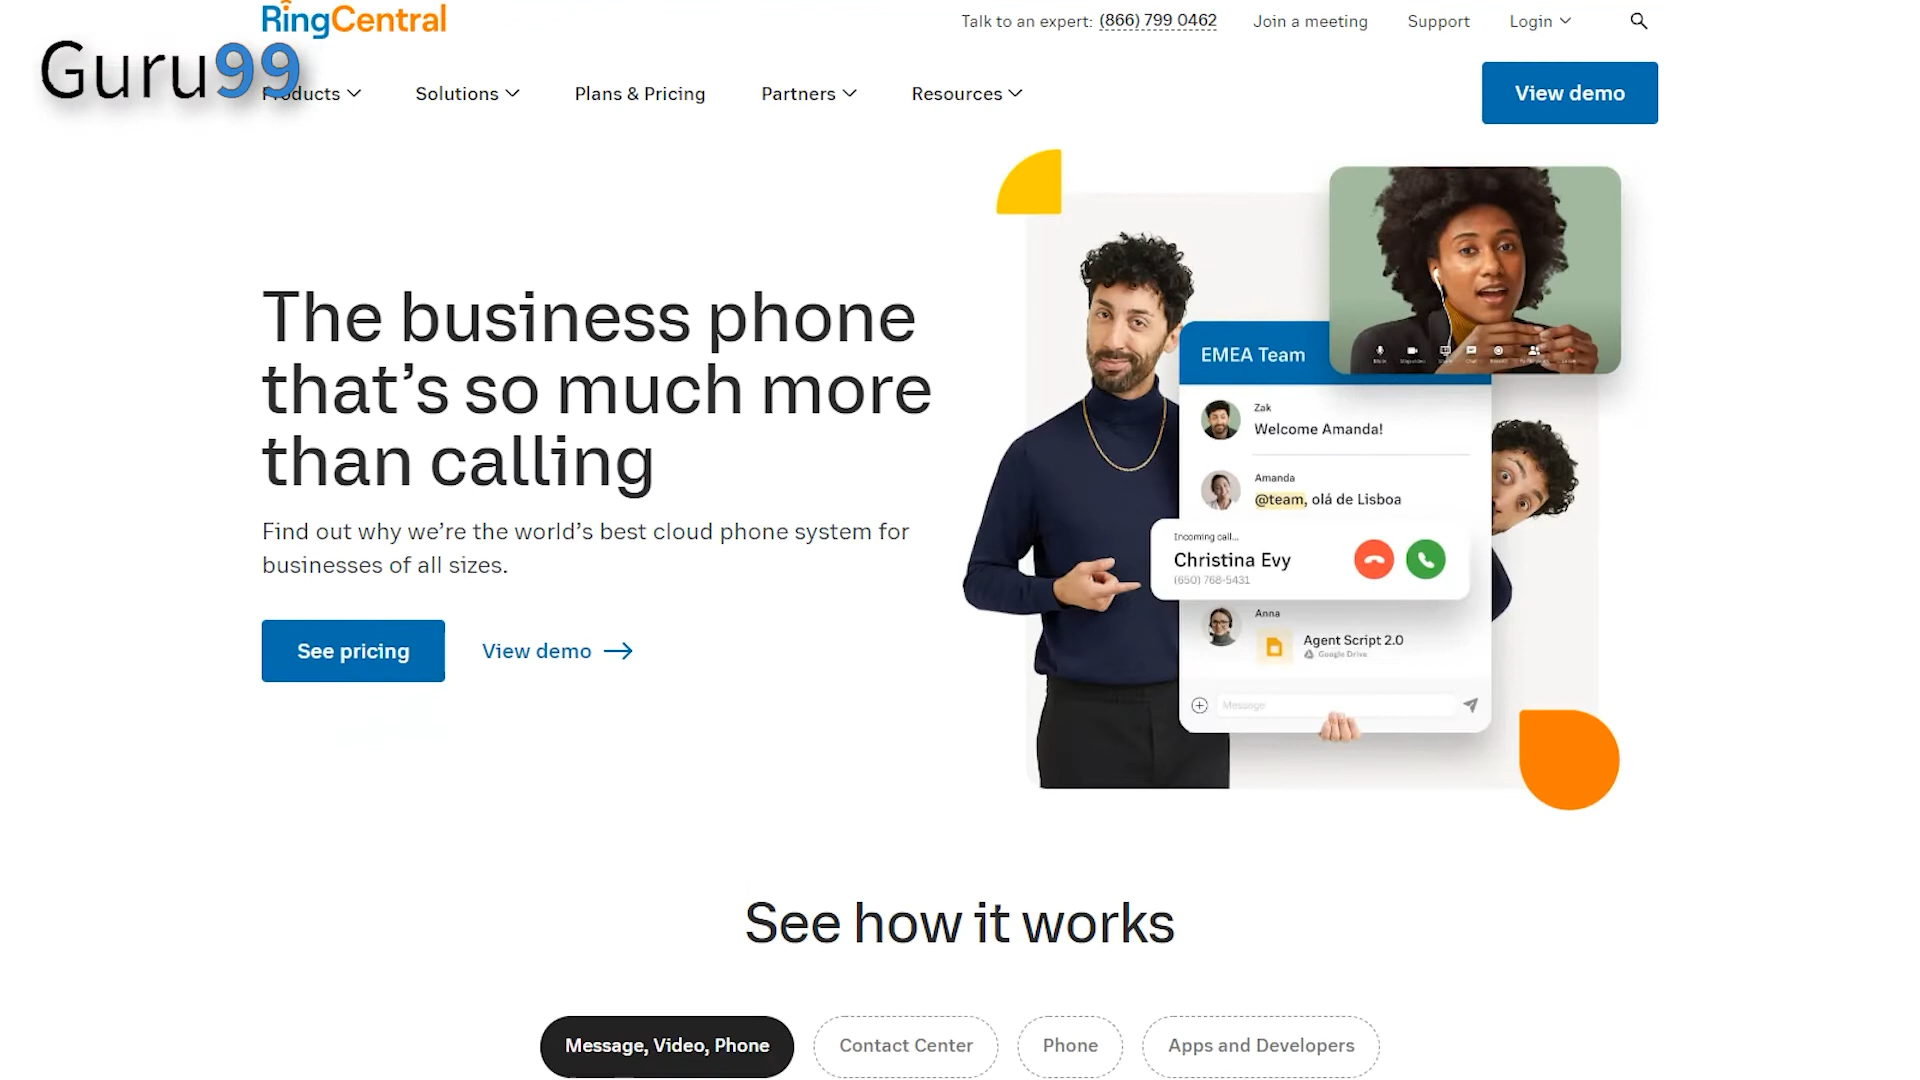 RingCentral
Talk to an expert: (866) 799 0462
Join a meeting
Support
Login
Guru99
Products
Solutions
Plans & Pricing
Partners
Resources
View demo
The business phone
that’s so much more
than calling
Find out why we’re the world’s best cloud phone system for
businesses of all sizes.
See pricing
View demo
EMEA Team
Zak
Welcome Amanda!
Amanda
@team, olá de Lisboa
Incoming call...
Christina Evy
(650) 768-5431
Anna
Agent Script 2.0
Google Drive
Message
See how it works
Message, Video, Phone
Contact Center
Phone
Apps and Developers